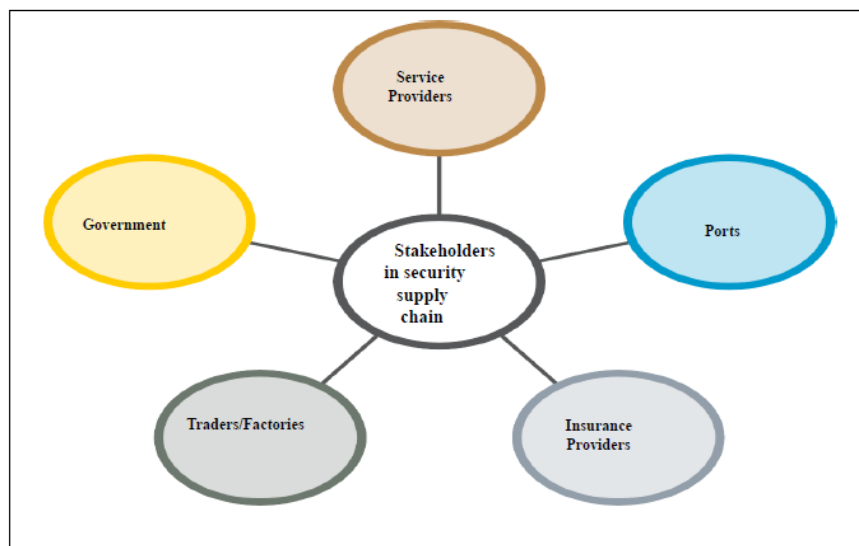 Service
Providers
Government
Ports
Stakeholders
in security
supply
chain
Traders/Factories
Insurance
Providers